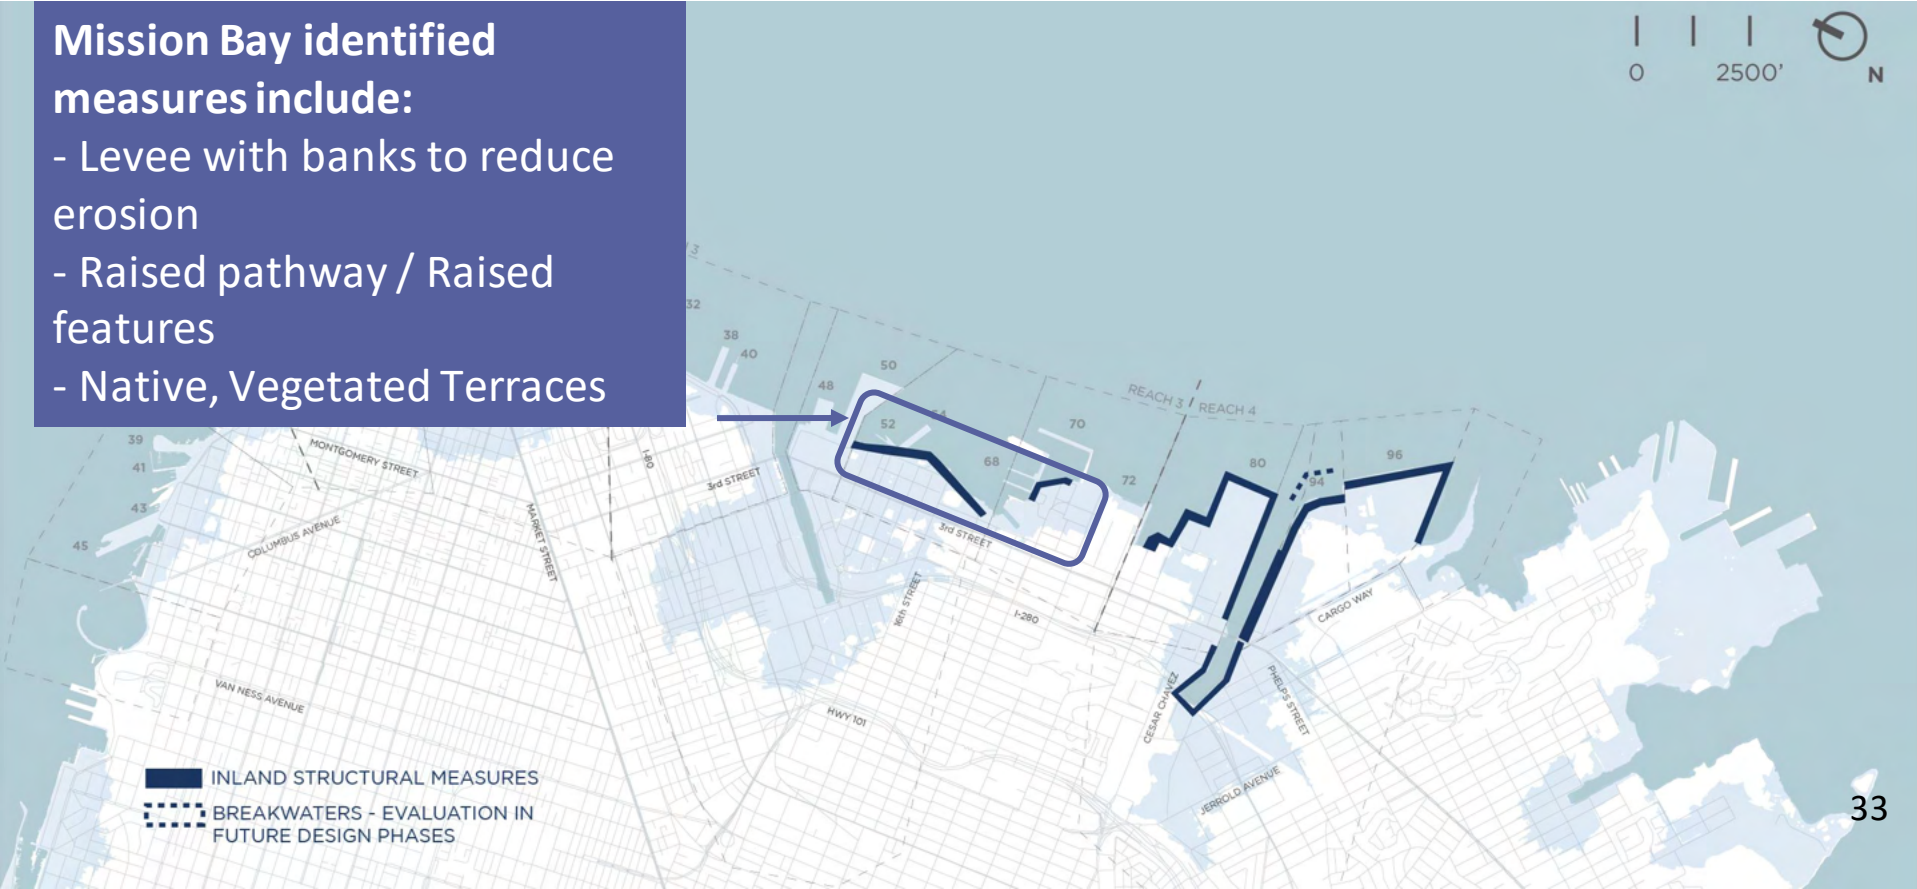 Mission Bay identified
measures include:
- Levee with banks to reduce
erosion
- Raised pathway / Raised
features
- Native, Vegetated Terraces
0 2500' N
3
32
38
40
48
50
52
54
68
70
72
REACH 3 / REACH 4
80
94
96
39
41
43
45
MONTGOMERY STREET
COLUMBUS AVENUE
MARKET STREET
VAN NESS AVENUE
I-80
3rd STREET
3rd STREET
16th STREET
I-280
HWY 101
CESAR CHAVEZ
PHELPS STREET
CARGO WAY
JERROLD AVENUE
INLAND STRUCTURAL MEASURES
BREAKWATERS - EVALUATION IN
FUTURE DESIGN PHASES
33